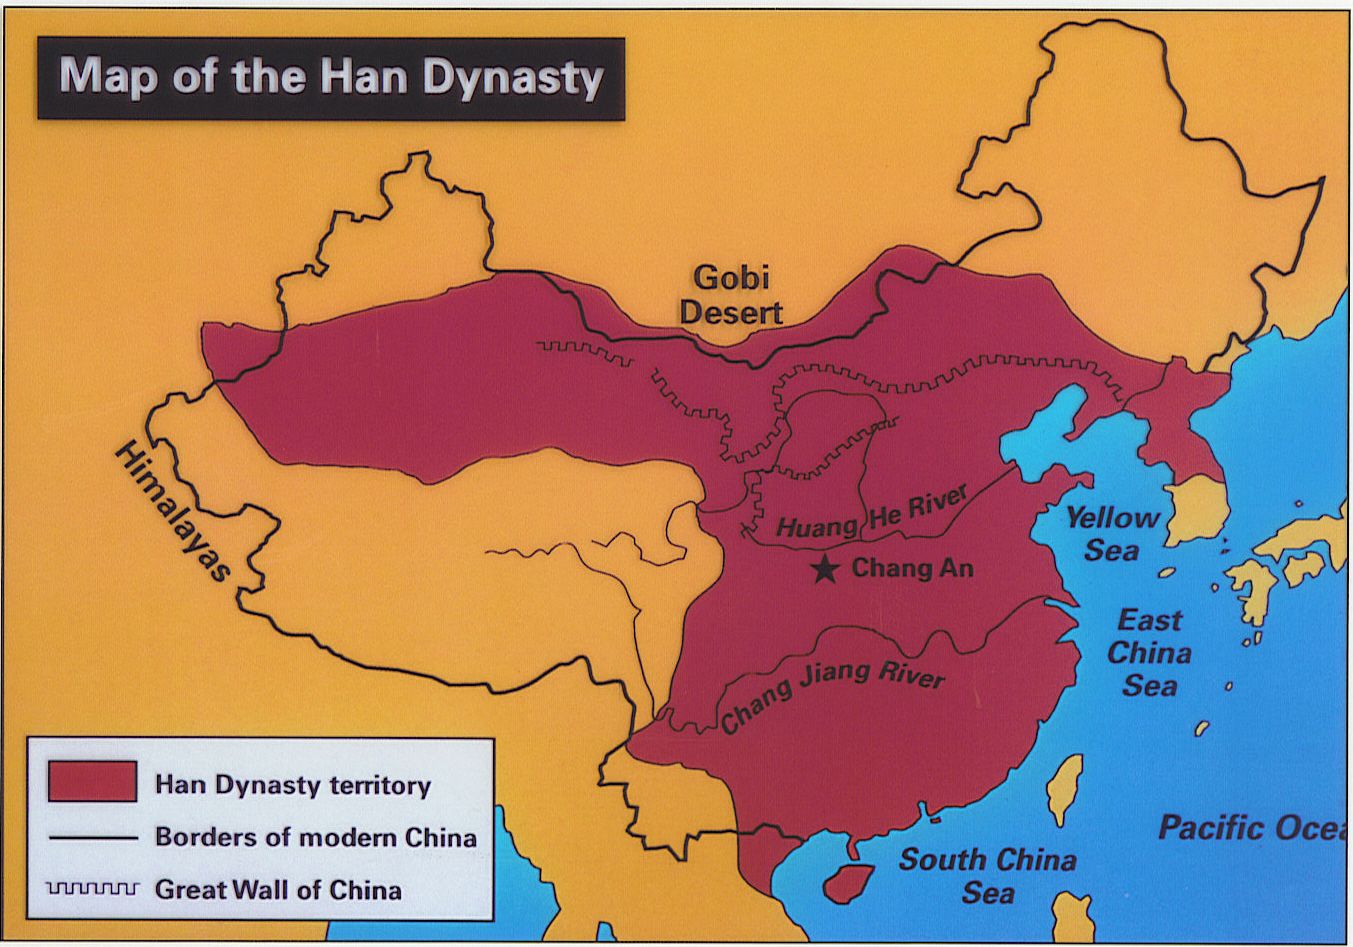 Map of the Han Dynasty
Gobi
Desert
Himalayas
Huang He River
Yellow
Sea
Chang An
East
China
Sea
Chang Jiang River
Han Dynasty territory
Borders of modern China
Great Wall of China
Pacific Ocea
South China
Sea